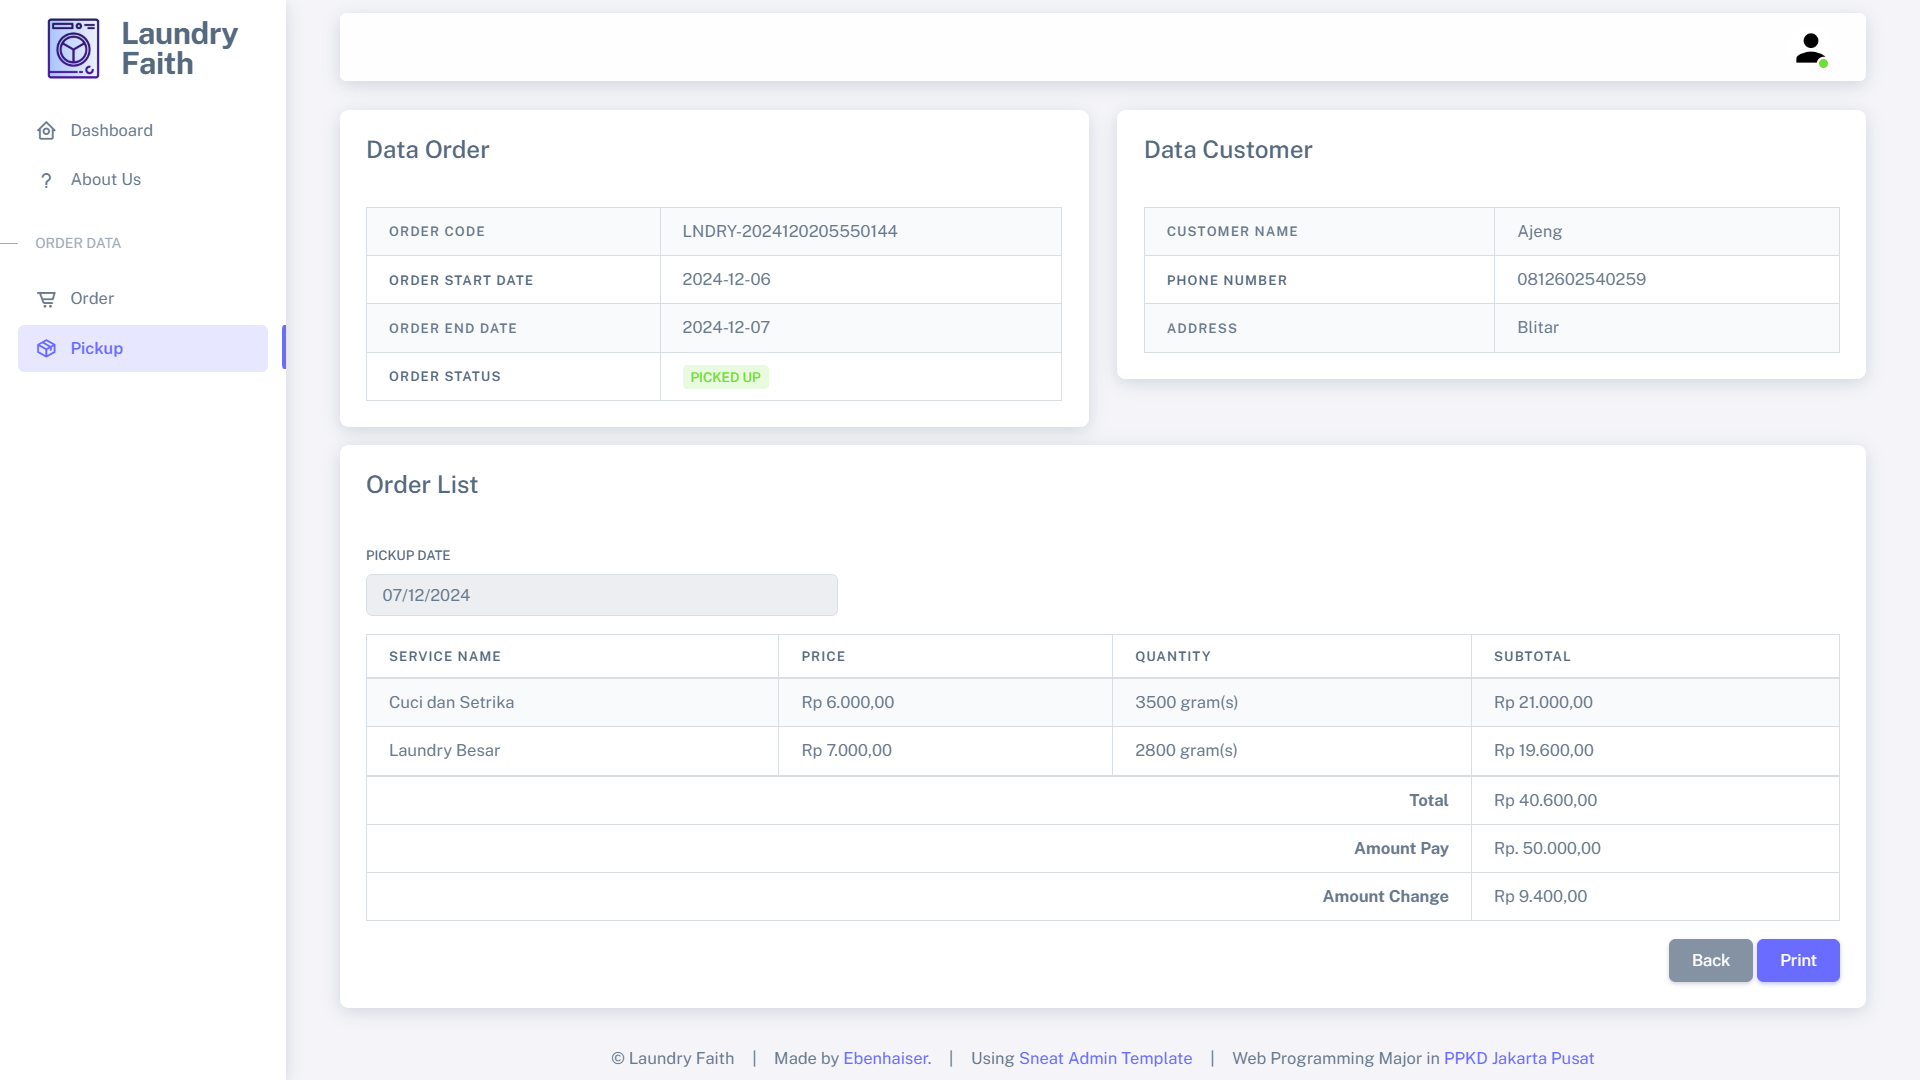 Laundry
Faith
Dashboard
About Us
ORDER DATA
Order
Pickup
Data Order
ORDER CODE LNDRY-2024120205550144
ORDER START DATE 2024-12-06
ORDER END DATE 2024-12-07
ORDER STATUS PICKED UP
Data Customer
CUSTOMER NAME Ajeng
PHONE NUMBER 0812602540259
ADDRESS Blitar
Order List
PICKUP DATE
07/12/2024
SERVICE NAME PRICE QUANTITY SUBTOTAL
Cuci dan Setrika Rp 6.000,00 3500 gram(s) Rp 21.000,00
Laundry Besar Rp 7.000,00 2800 gram(s) Rp 19.600,00
Total Rp 40.600,00
Amount Pay Rp. 50.000,00
Amount Change Rp 9.400,00
Back Print
© Laundry Faith | Made by Ebenhaiser. | Using Sneat Admin Template | Web Programming Major in PPKD Jakarta Pusat